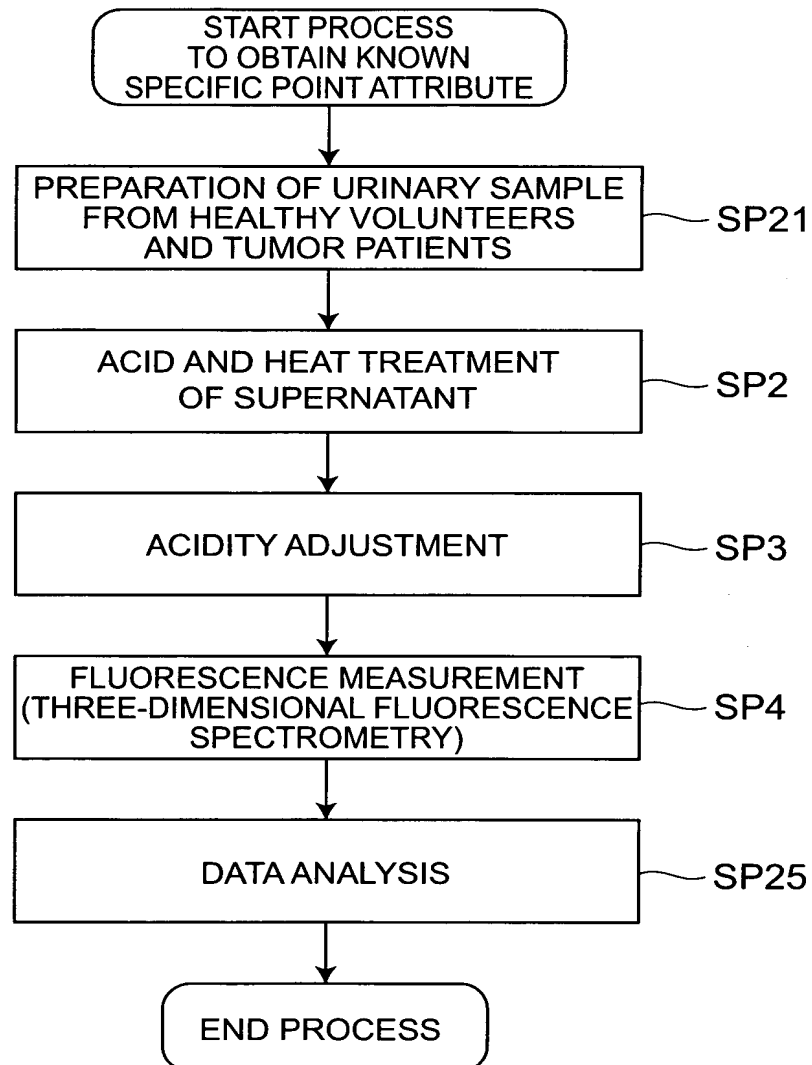 START PROCESS
TO OBTAIN KNOWN
SPECIFIC POINT ATTRIBUTE
PREPARATION OF URINARY SAMPLE
FROM HEALTHY VOLUNTEERS
AND TUMOR PATIENTS
SP21
ACID AND HEAT TREATMENT
OF SUPERNATANT
SP2
ACIDITY ADJUSTMENT
SP3
FLUORESCENCE MEASUREMENT
(THREE-DIMENSIONAL FLUORESCENCE
SPECTROMETRY)
SP4
DATA ANALYSIS
SP25
END PROCESS